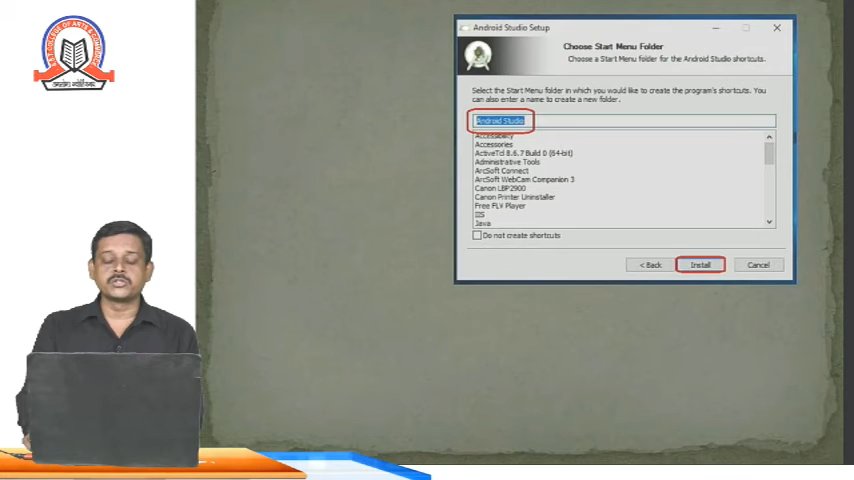 Android Studio Setup
Choose Start Menu Folder
Choose a Start Menu folder for the Android Studio shortcuts.
Select the Start Menu folder in which you would like to create the program's shortcuts. You
can also enter a name to create a new folder.
Android Studio
Accessibility
Accessories
ActiveTcl 8.6.7 Build 0 (64-bit)
Administrative Tools
ArcSoft Connect
ArcSoft WebCam Companion 3
Canon LBP2900
Canon Printer Uninstaller
Free FLV Player
IIS
Java
Do not create shortcuts
< Back
Install
Cancel